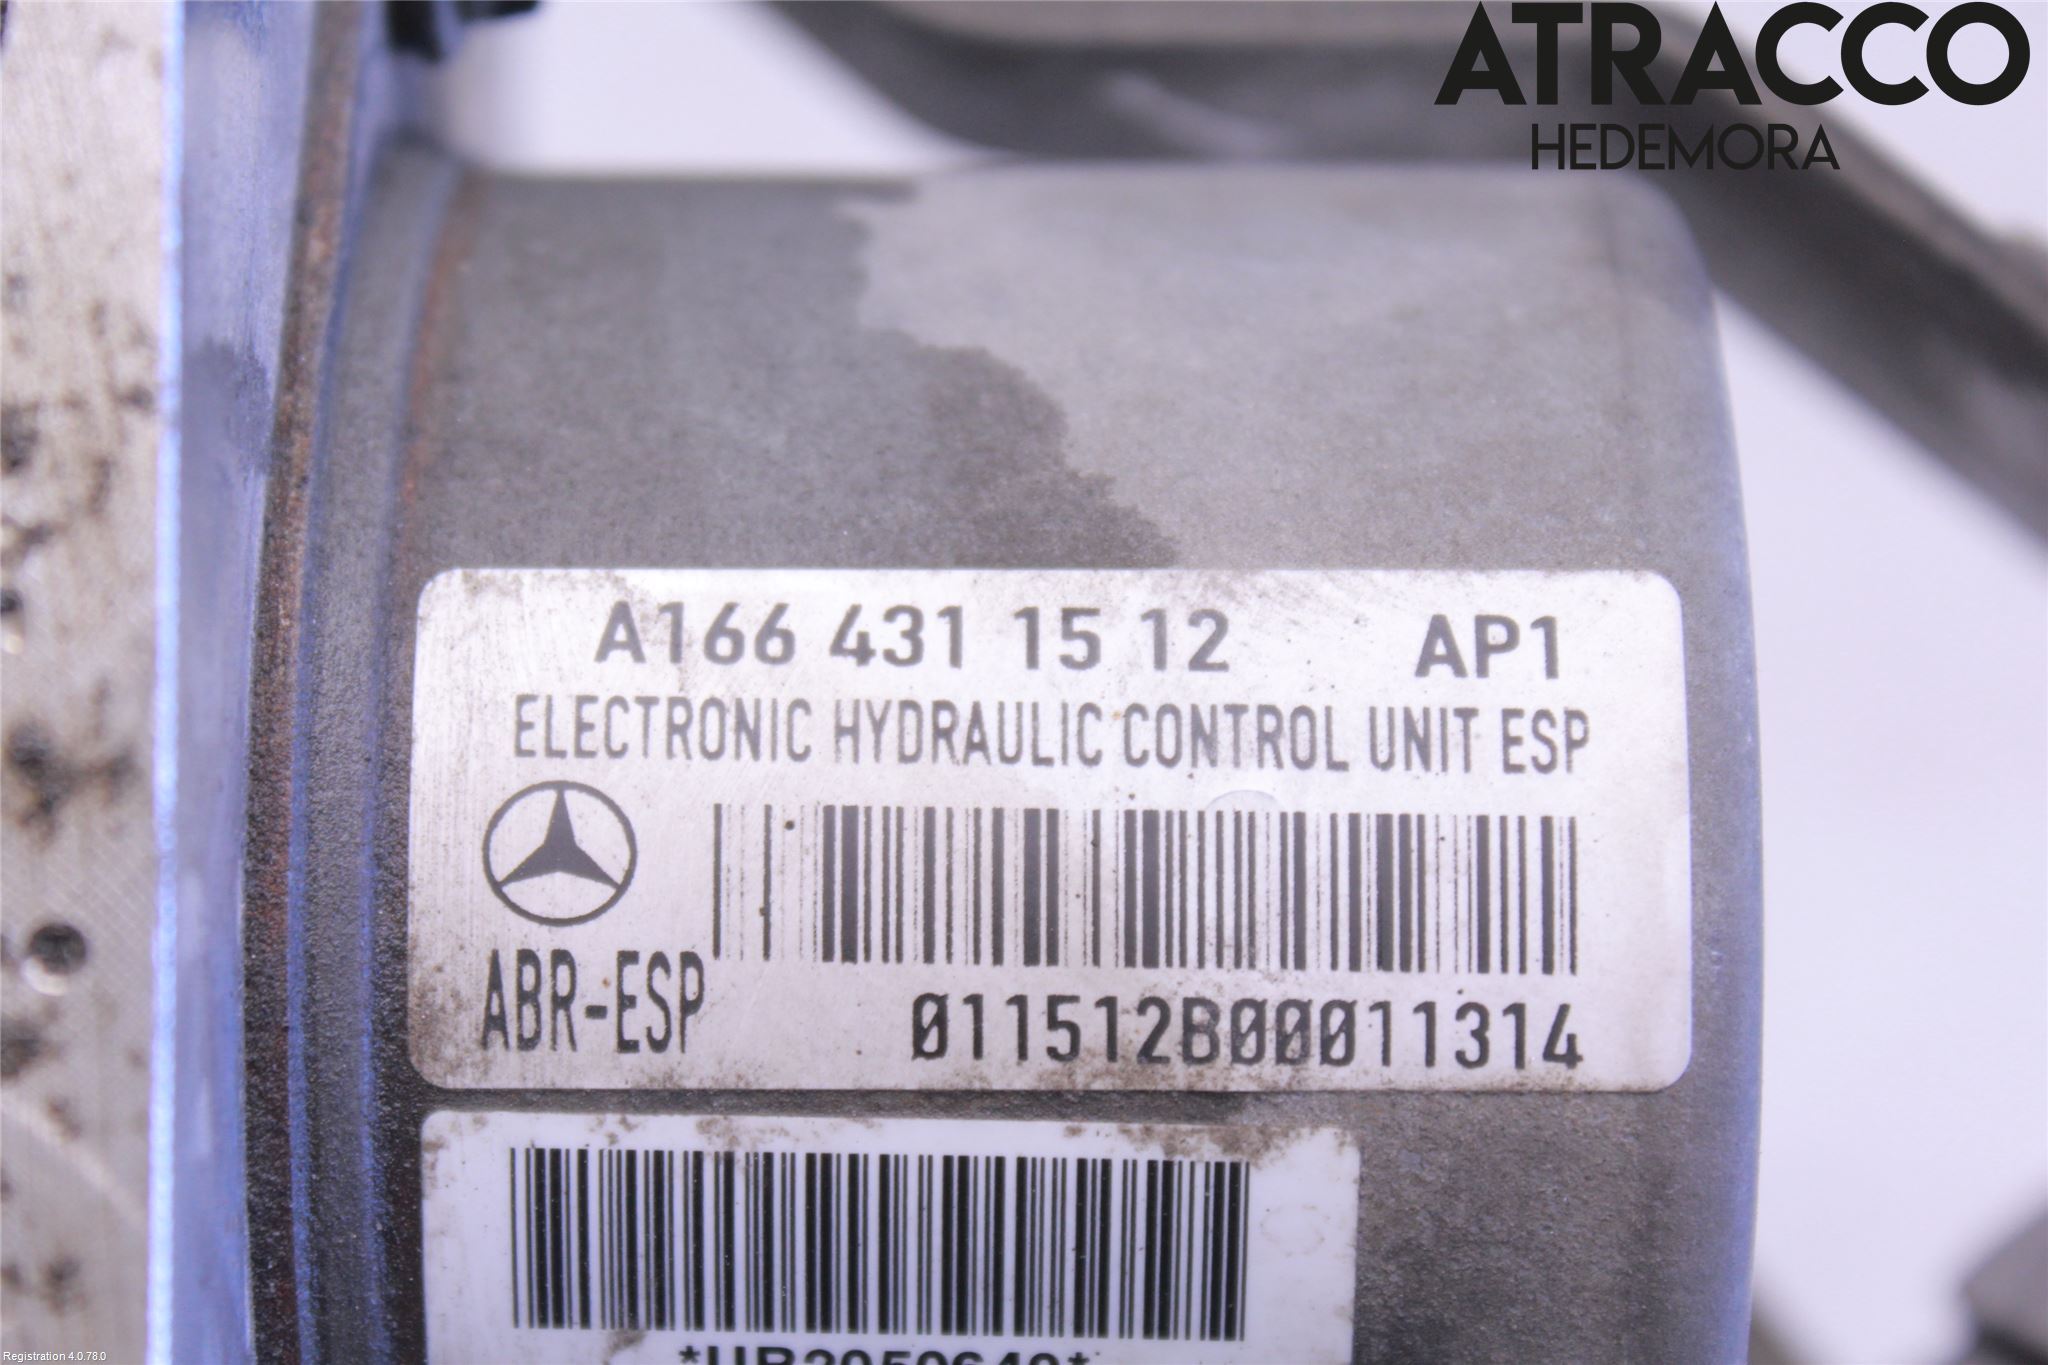 ATRACCO
HEDEMORA
A166 431 15 12 AP1
ELECTRONIC HYDRAULIC CONTROL UNIT ESP
ABR-ESP
011512B00011314
Registration 4.0.78.0